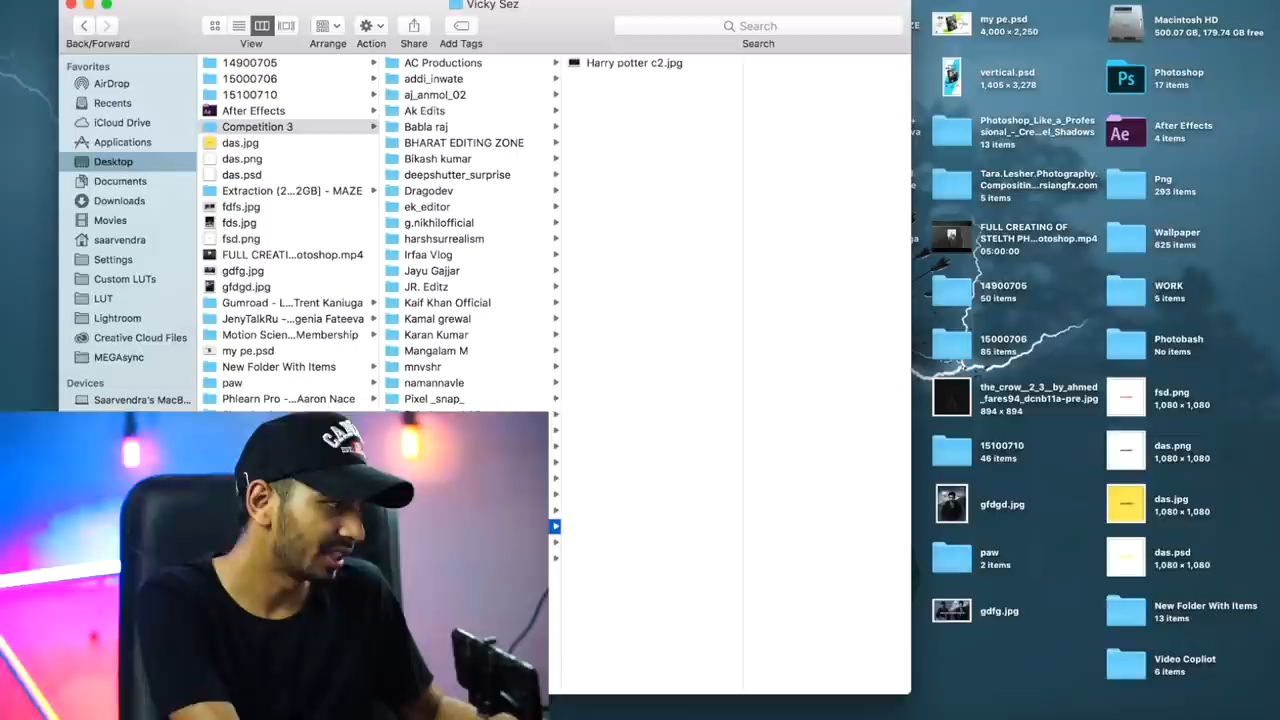 Vicky Sez
Back/Forward
View
Arrange
Action
Share
Add Tags
Search
Search
Favorites
AirDrop
Recents
iCloud Drive
Applications
Desktop
Documents
Downloads
Movies
saarvendra
Settings
Custom LUTs
LUT
Lightroom
Creative Cloud Files
MEGAsync
Devices
Saarvendra's MacB...
14900705
15000706
15100710
After Effects
Competition 3
das.jpg
das.png
das.psd
Extraction (2...2GB) - MAZE
fdfs.jpg
fds.jpg
fsd.png
FULL CREATI...otoshop.mp4
gdfg.jpg
gfdgd.jpg
Gumroad - L...Trent Kaniuga
JenyTalkRu -...genia Fateeva
Motion Scien...Membership
my pe.psd
New Folder With Items
paw
Phlearn Pro -...Aaron Nace
AC Productions
addi_inwate
aj_anmol_02
Ak Edits
Babla raj
BHARAT EDITING ZONE
Bikash kumar
deepshutter_surprise
Dragodev
ek_editor
g.nikhilofficial
harshsurrealism
Irfaa Vlog
Jayu Gajjar
JR. Editz
Kaif Khan Official
Kamal grewal
Karan Kumar
Mangalam M
mnvshr
namannavle
Pixel _snap_
Harry potter c2.jpg
my pe.psd
4,000 × 2,250
vertical.psd
1,405 × 3,278
Photoshop_Like_a_Profes
sional_-_Cre...el_Shadows
13 items
Tara.Lesher.Photography.
Compositin...rsiangfx.com
5 items
FULL CREATING OF
STELTH PH...otoshop.mp4
05:00:00
14900705
50 items
15000706
85 items
the_crow__2_3__by_ahmed
_fares94_dcnb11a-pre.jpg
894 × 894
15100710
46 items
gfdgd.jpg
paw
2 items
gdfg.jpg
Macintosh HD
500.07 GB, 179.74 GB free
Ps
Photoshop
17 items
Ae
After Effects
4 items
Png
293 items
Wallpaper
625 items
WORK
5 items
Photobash
No items
fsd.png
1,080 × 1,080
das.png
1,080 × 1,080
das.jpg
1,080 × 1,080
das.psd
1,080 × 1,080
New Folder With Items
13 items
Video Copliot
6 items